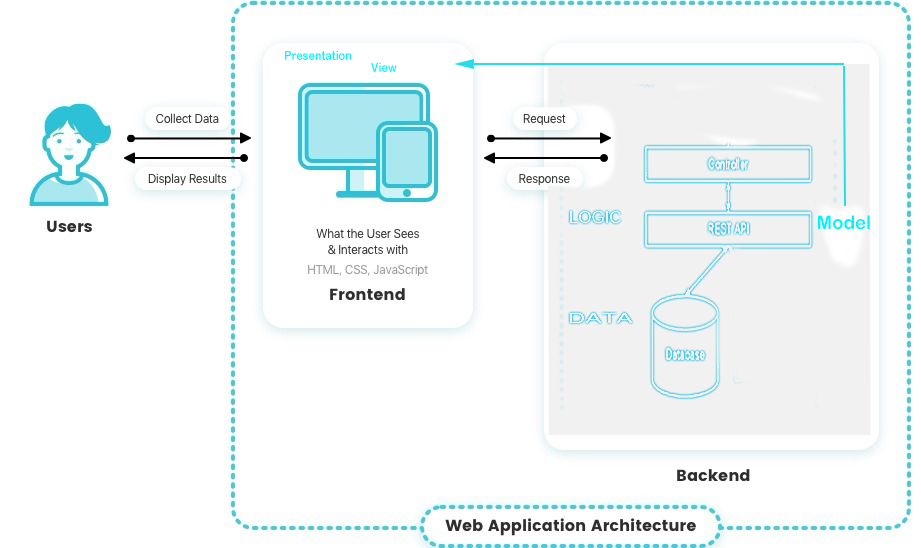 Presentation
View
Collect Data
Display Results
Users
What the User Sees
& Interacts with
HTML, CSS, JavaScript
Frontend
Request
Response
Controller
LOGIC
REST API
Model
DATA
Database
Backend
Web Application Architecture